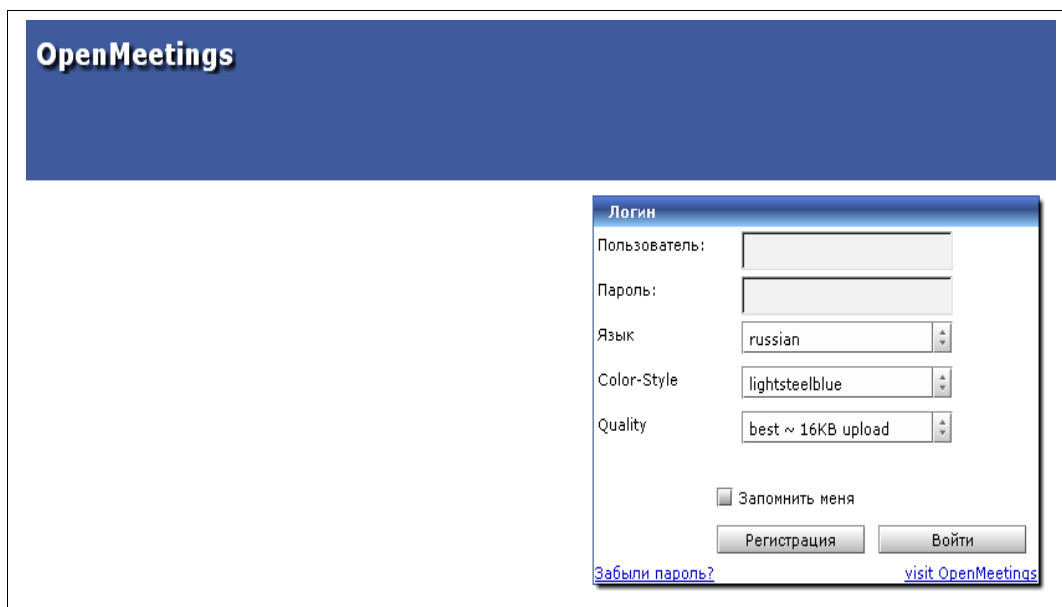 OpenMeetings
Логин
Пользователь:
Пароль:
Язык russian
Color-Style lightsteelblue
Quality best ~ 16KB upload
Запомнить меня
Регистрация Войти
Забыли пароль? visit OpenMeetings